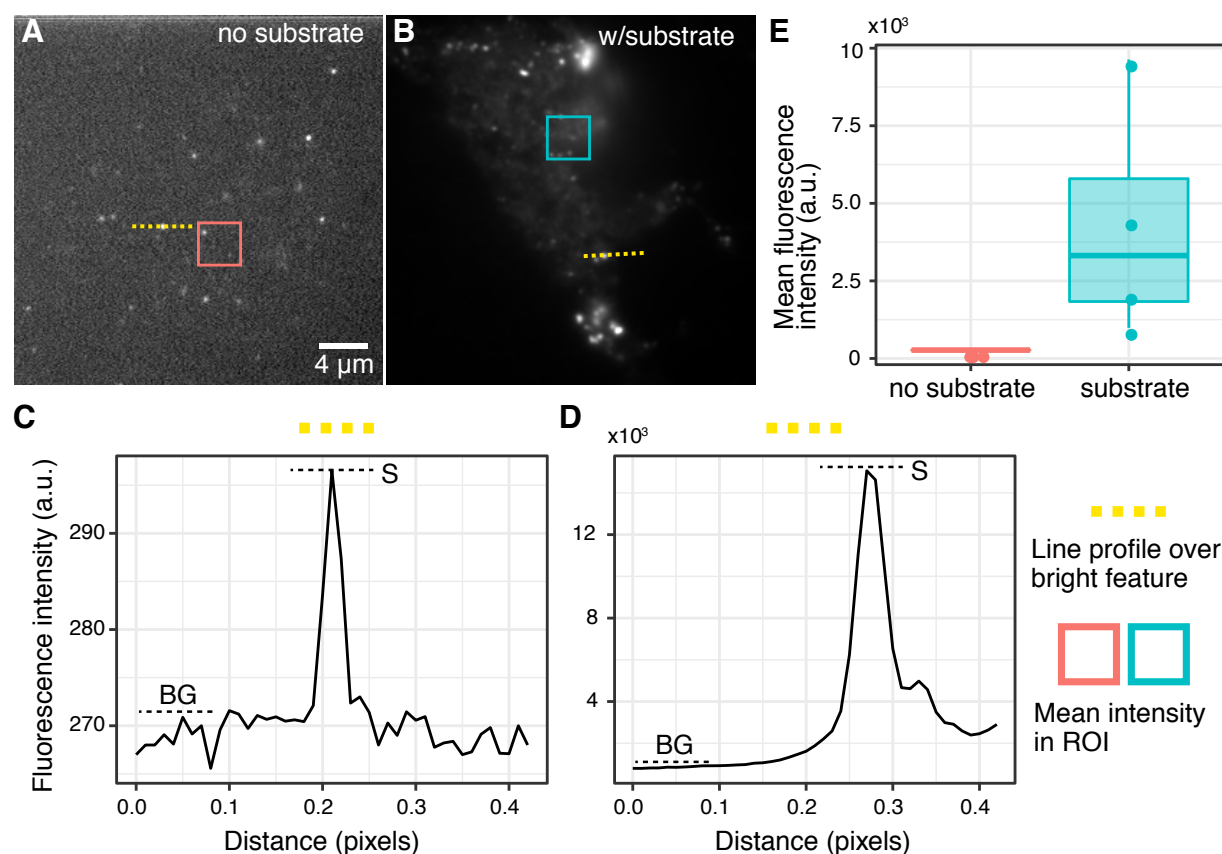 A
no substrate
4 µm
B
w/substrate
E
x10³
10
7.5
5.0
2.5
0
Mean fluorescence
intensity (a.u.)
no substrate
substrate
C
S
BG
290
280
270
Fluorescence intensity (a.u.)
0.0 0.1 0.2 0.3 0.4
Distance (pixels)
D
x10³
S
BG
12
8
4
0.0 0.1 0.2 0.3 0.4
Distance (pixels)
Line profile over
bright feature
Mean intensity
in ROI